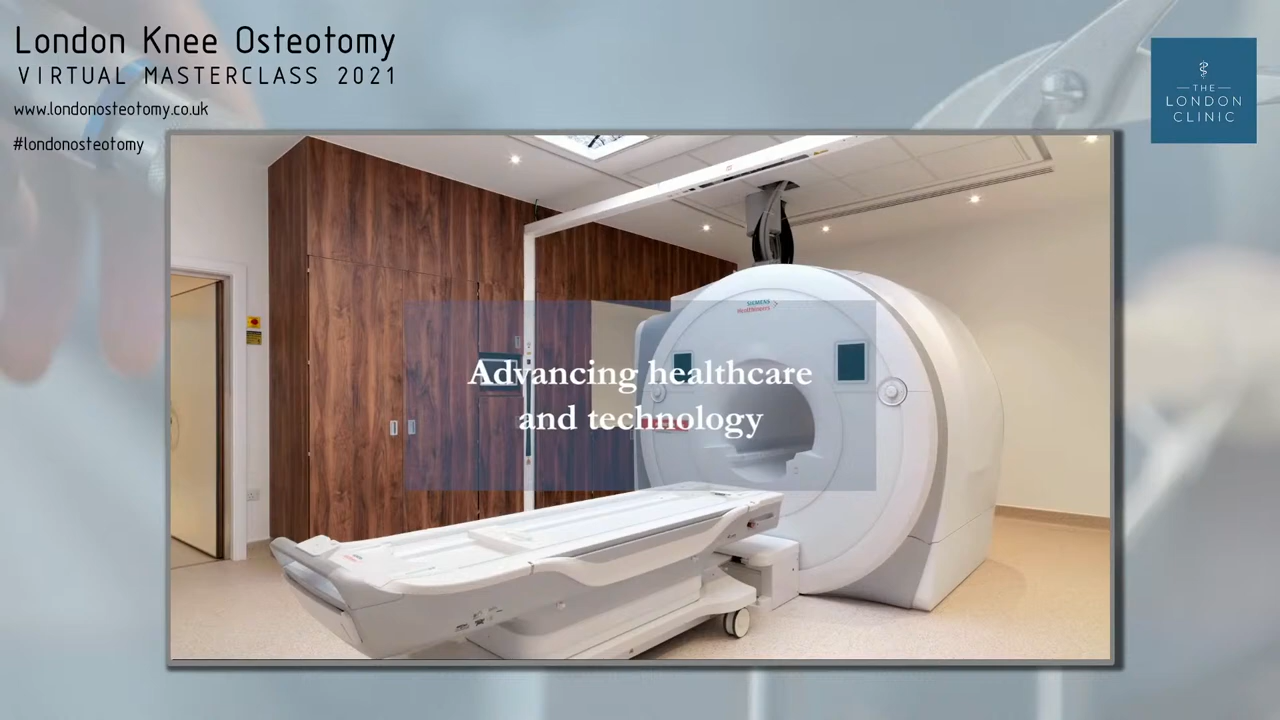 London Knee Osteotomy
VIRTUAL MASTERCLASS 2021
www.londonosteotomy.co.uk
#londonosteotomy
THE
LONDON
CLINIC
SIEMENS
Healthineers
Advancing healthcare
and technology